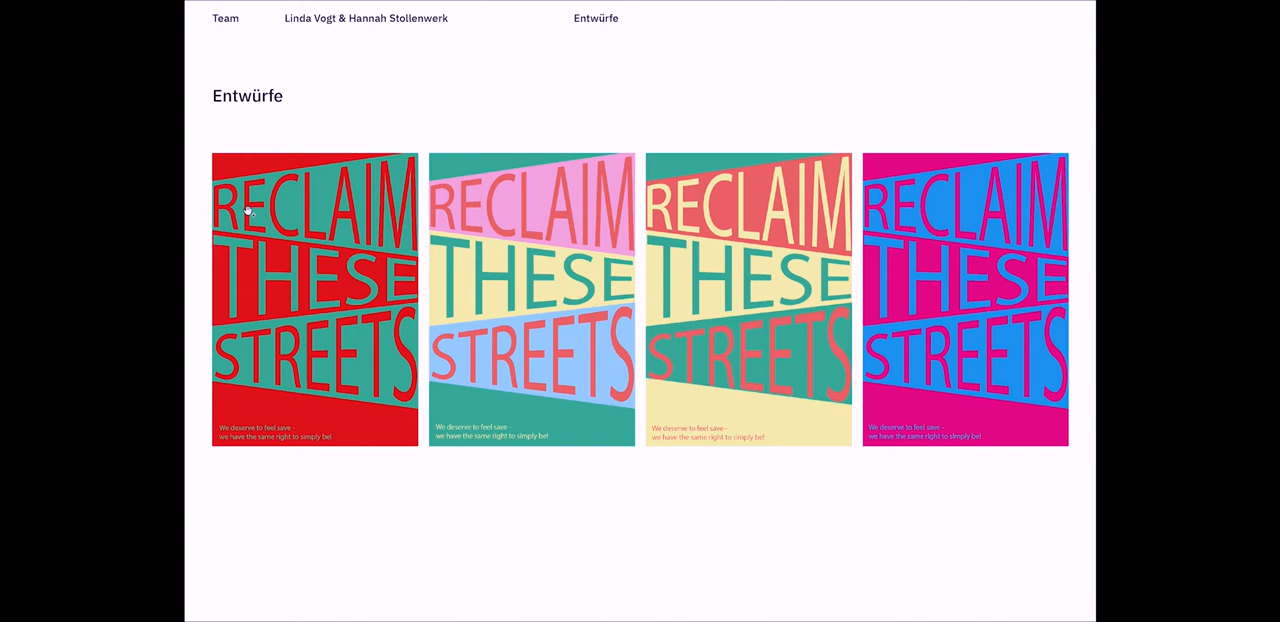 Team Linda Vogt & Hannah Stollenwerk Entwürfe
Entwürfe
RECLAIM
THESE
STREETS
We deserve to feel save -
we have the same right to simply be!
RECLAIM
THESE
STREETS
We deserve to feel save -
we have the same right to simply be!
RECLAIM
THESE
STREETS
We deserve to feel save -
we have the same right to simply be!
RECLAIM
THESE
STREETS
We deserve to feel save -
we have the same right to simply be!